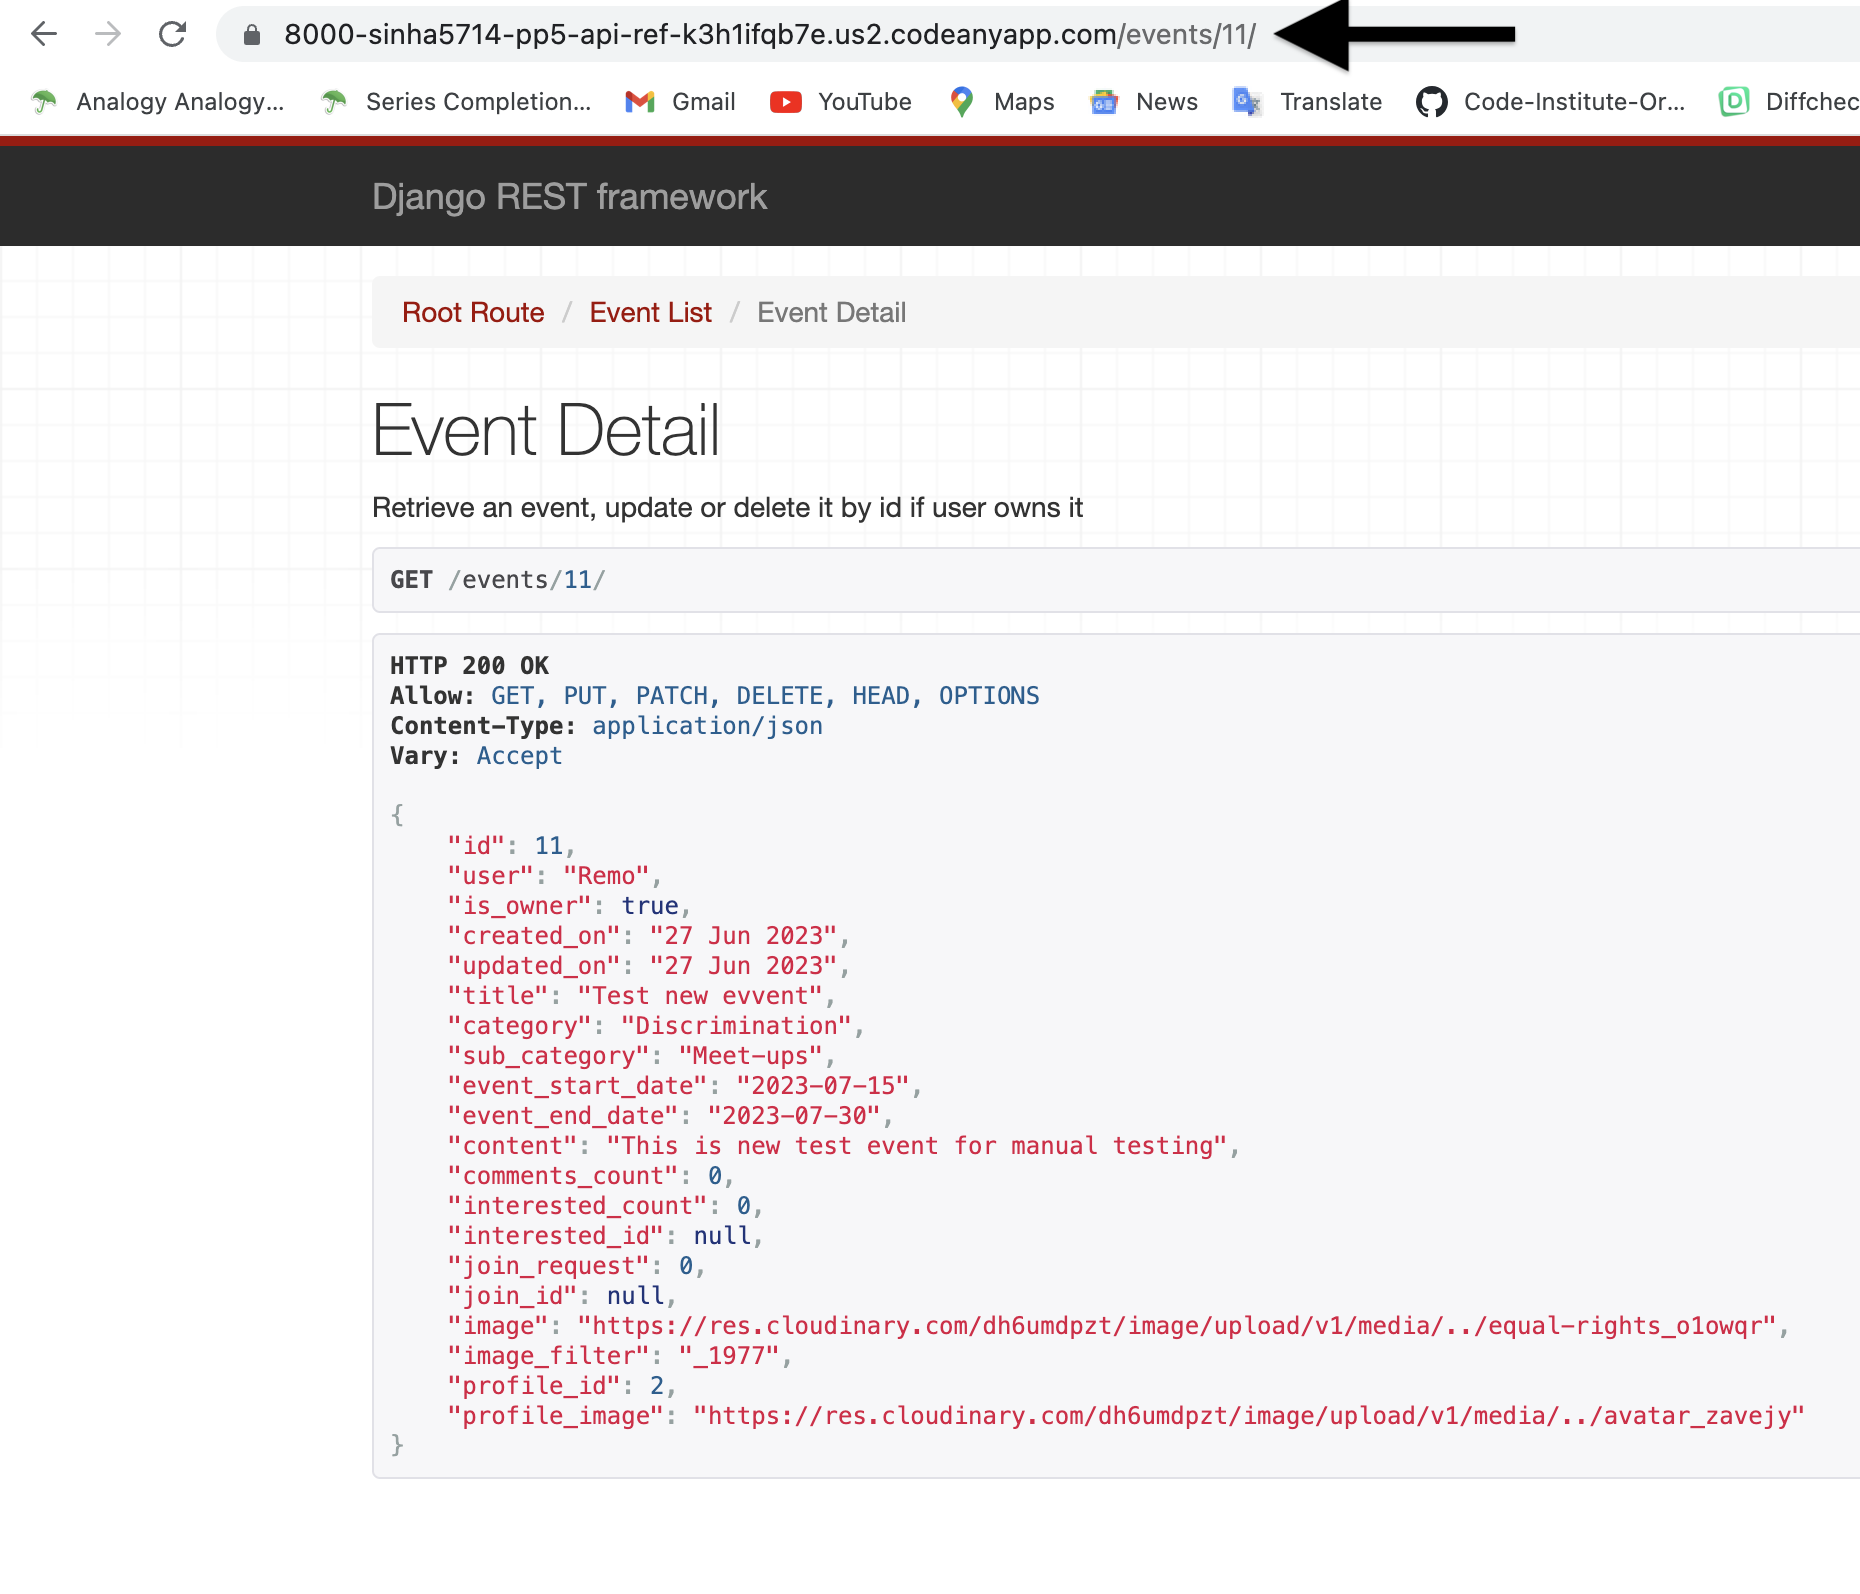 8000-sinha5714-pp5-api-ref-k3h1ifqb7e.us2.codeanyapp.com/events/11/
Analogy Analogy... Series Completion... Gmail YouTube Maps News Translate Code-Institute-Or... Diffchec
Django REST framework
Root Route / Event List / Event Detail
Event Detail
Retrieve an event, update or delete it by id if user owns it
GET /events/11/
HTTP 200 OK
Allow: GET, PUT, PATCH, DELETE, HEAD, OPTIONS
Content-Type: application/json
Vary: Accept
{
    "id": 11,
    "user": "Remo",
    "is_owner": true,
    "created_on": "27 Jun 2023",
    "updated_on": "27 Jun 2023",
    "title": "Test new evvent",
    "category": "Discrimination",
    "sub_category": "Meet-ups",
    "event_start_date": "2023-07-15",
    "event_end_date": "2023-07-30",
    "content": "This is new test event for manual testing",
    "comments_count": 0,
    "interested_count": 0,
    "interested_id": null,
    "join_request": 0,
    "join_id": null,
    "image": "https://res.cloudinary.com/dh6umdpzt/image/upload/v1/media/../equal-rights_o1owqr",
    "image_filter": "_1977",
    "profile_id": 2,
    "profile_image": "https://res.cloudinary.com/dh6umdpzt/image/upload/v1/media/../avatar_zavejy"
}